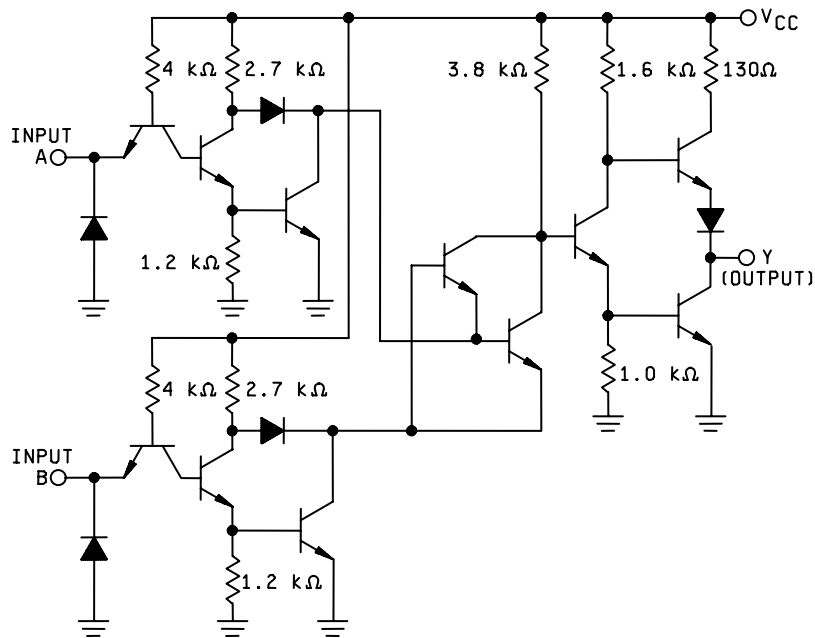 VCC
4 kΩ
2.7 kΩ
3.8 kΩ
1.6 kΩ
130Ω
INPUT
A
1.2 kΩ
Y
(OUTPUT)
4 kΩ
2.7 kΩ
1.0 kΩ
INPUT
B
1.2 kΩ